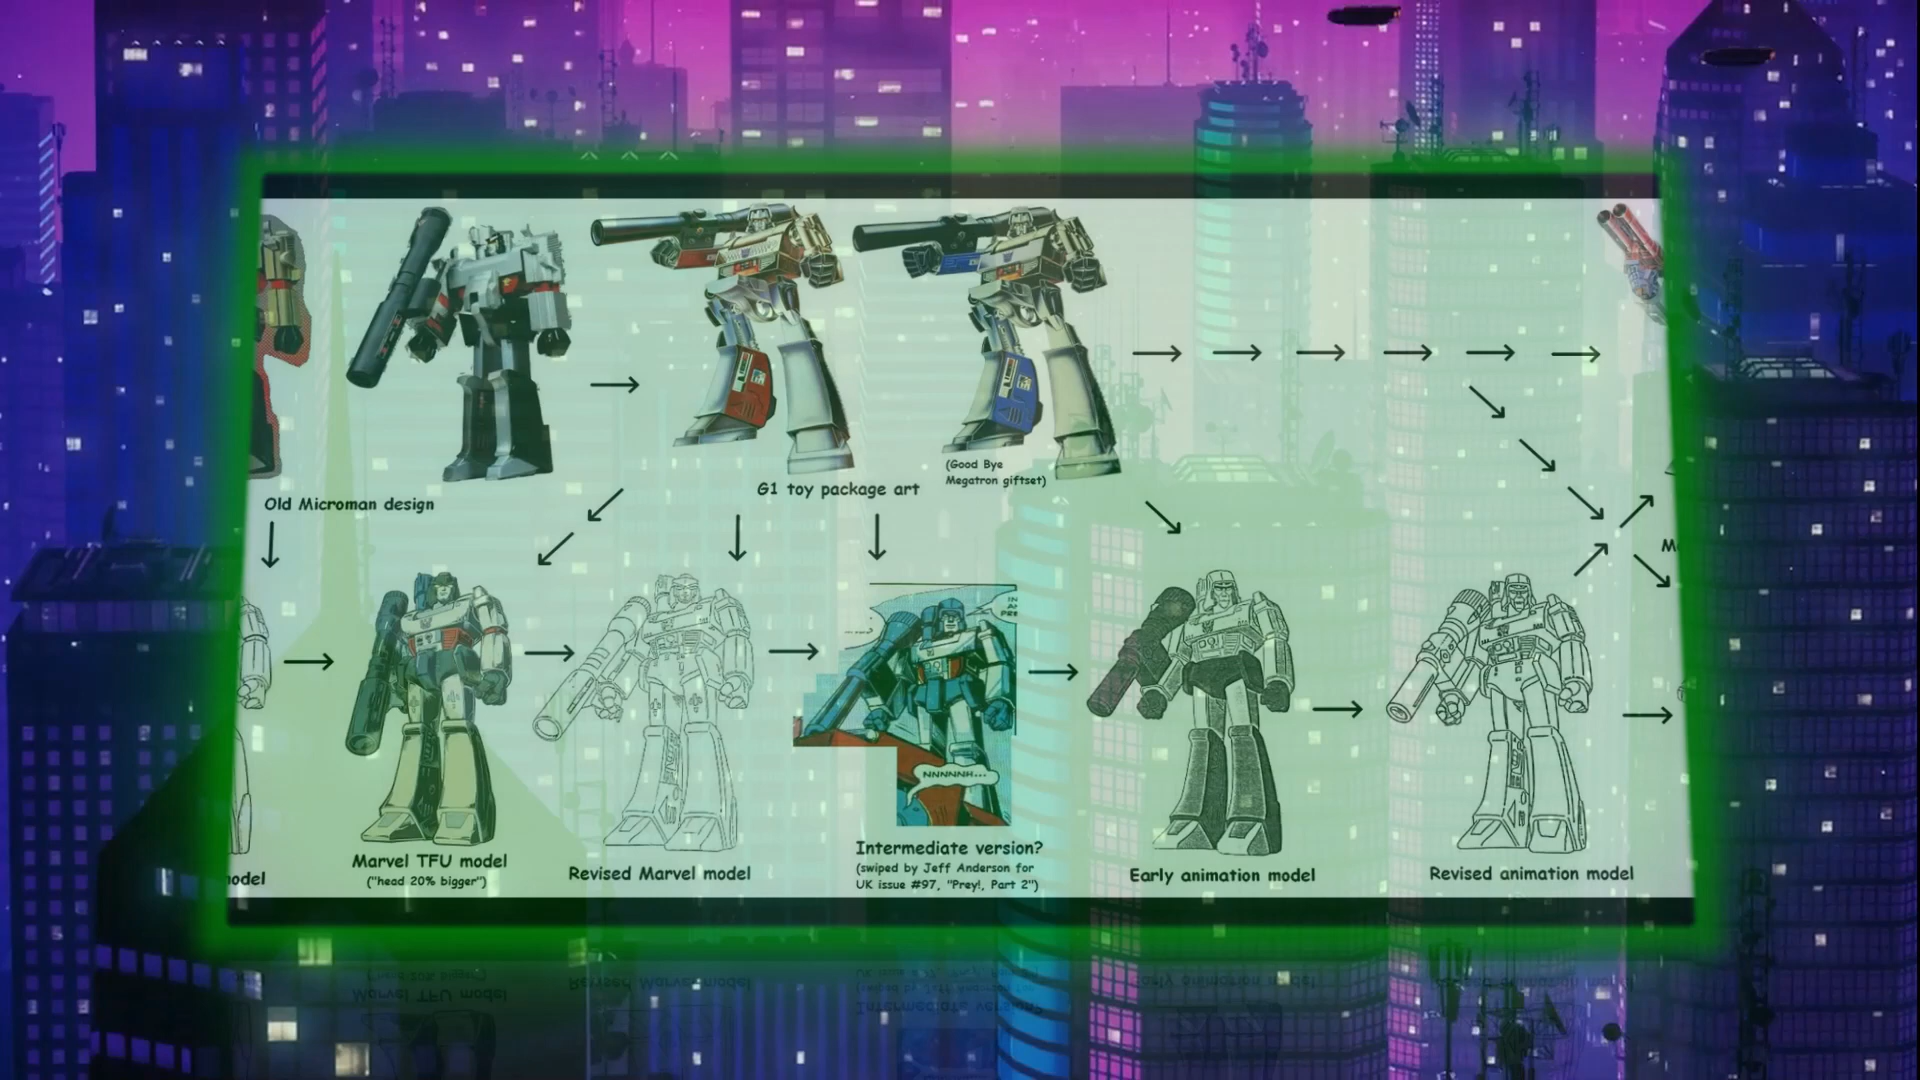 (Good Bye
Megatron giftset)
G1 toy package art
Old Microman design
IN
NNNNNH...
Intermediate version?
(swiped by Jeff Anderson for
UK issue #97, "Prey!, Part 2")
Marvel TFU model
("head 20% bigger")
Revised Marvel model
Early animation model
Revised animation model